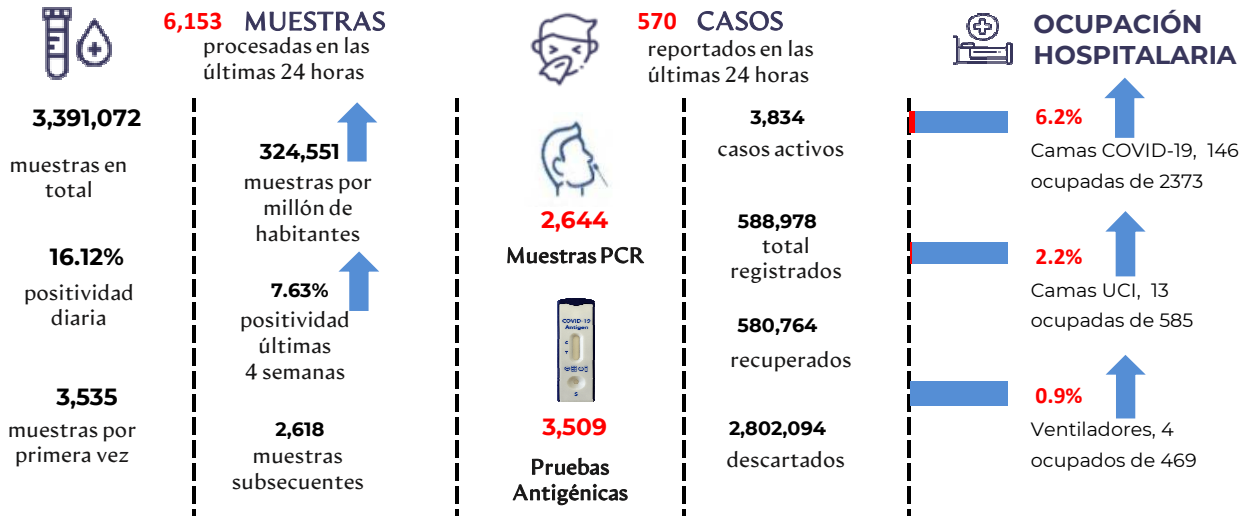 6,153 MUESTRAS
procesadas en las
últimas 24 horas
3,391,072
muestras en
total
16.12%
positividad
diaria
3,535
muestras por
primera vez
324,551
muestras por
millón de
habitantes
7.63%
positividad
últimas
4 semanas
2,618
muestras
subsecuentes
570 CASOS
reportados en las
últimas 24 horas
2,644
Muestras PCR
COVID-19
Antigen
C
T
S
3,509
Pruebas
Antigénicas
3,834
casos activos
588,978
total
registrados
580,764
recuperados
2,802,094
descartados
OCUPACIÓN
HOSPITALARIA
6.2%
Camas COVID-19, 146
ocupadas de 2373
2.2%
Camas UCI, 13
ocupadas de 585
0.9%
Ventiladores, 4
ocupados de 469